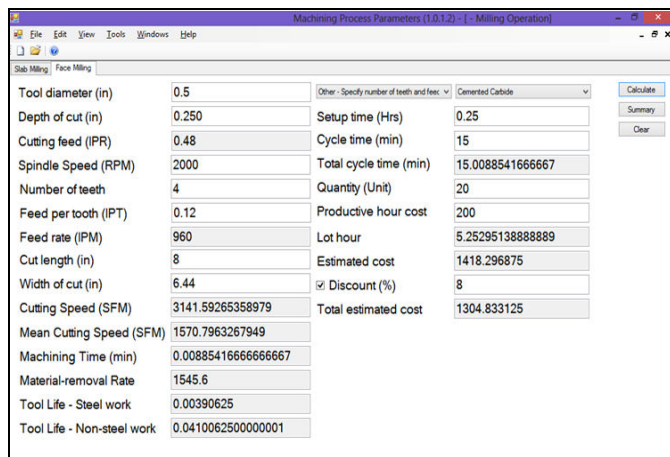 Machining Process Parameters (1.0.1.2) - [ - Milling Operation]
File Edit View Tools Windows Help
Slab Milling Face Milling
Tool diameter (in) 0.5 Other - Specify number of teeth and feec Cemented Carbide Calculate
Depth of cut (in) 0.250 Setup time (Hrs) 0.25 Summary
Cutting feed (IPR) 0.48 Cycle time (min) 15 Clear
Spindle Speed (RPM) 2000 Total cycle time (min) 15.0088541666667
Number of teeth 4 Quantity (Unit) 20
Feed per tooth (IPT) 0.12 Productive hour cost 200
Feed rate (IPM) 960 Lot hour 5.25295138888889
Cut length (in) 8 Estimated cost 1418.296875
Width of cut (in) 6.44 Discount (%) 8
Cutting Speed (SFM) 3141.59265358979 Total estimated cost 1304.833125
Mean Cutting Speed (SFM) 1570.7963267949
Machining Time (min) 0.00885416666666667
Material-removal Rate 1545.6
Tool Life - Steel work 0.00390625
Tool Life - Non-steel work 0.0410062500000001